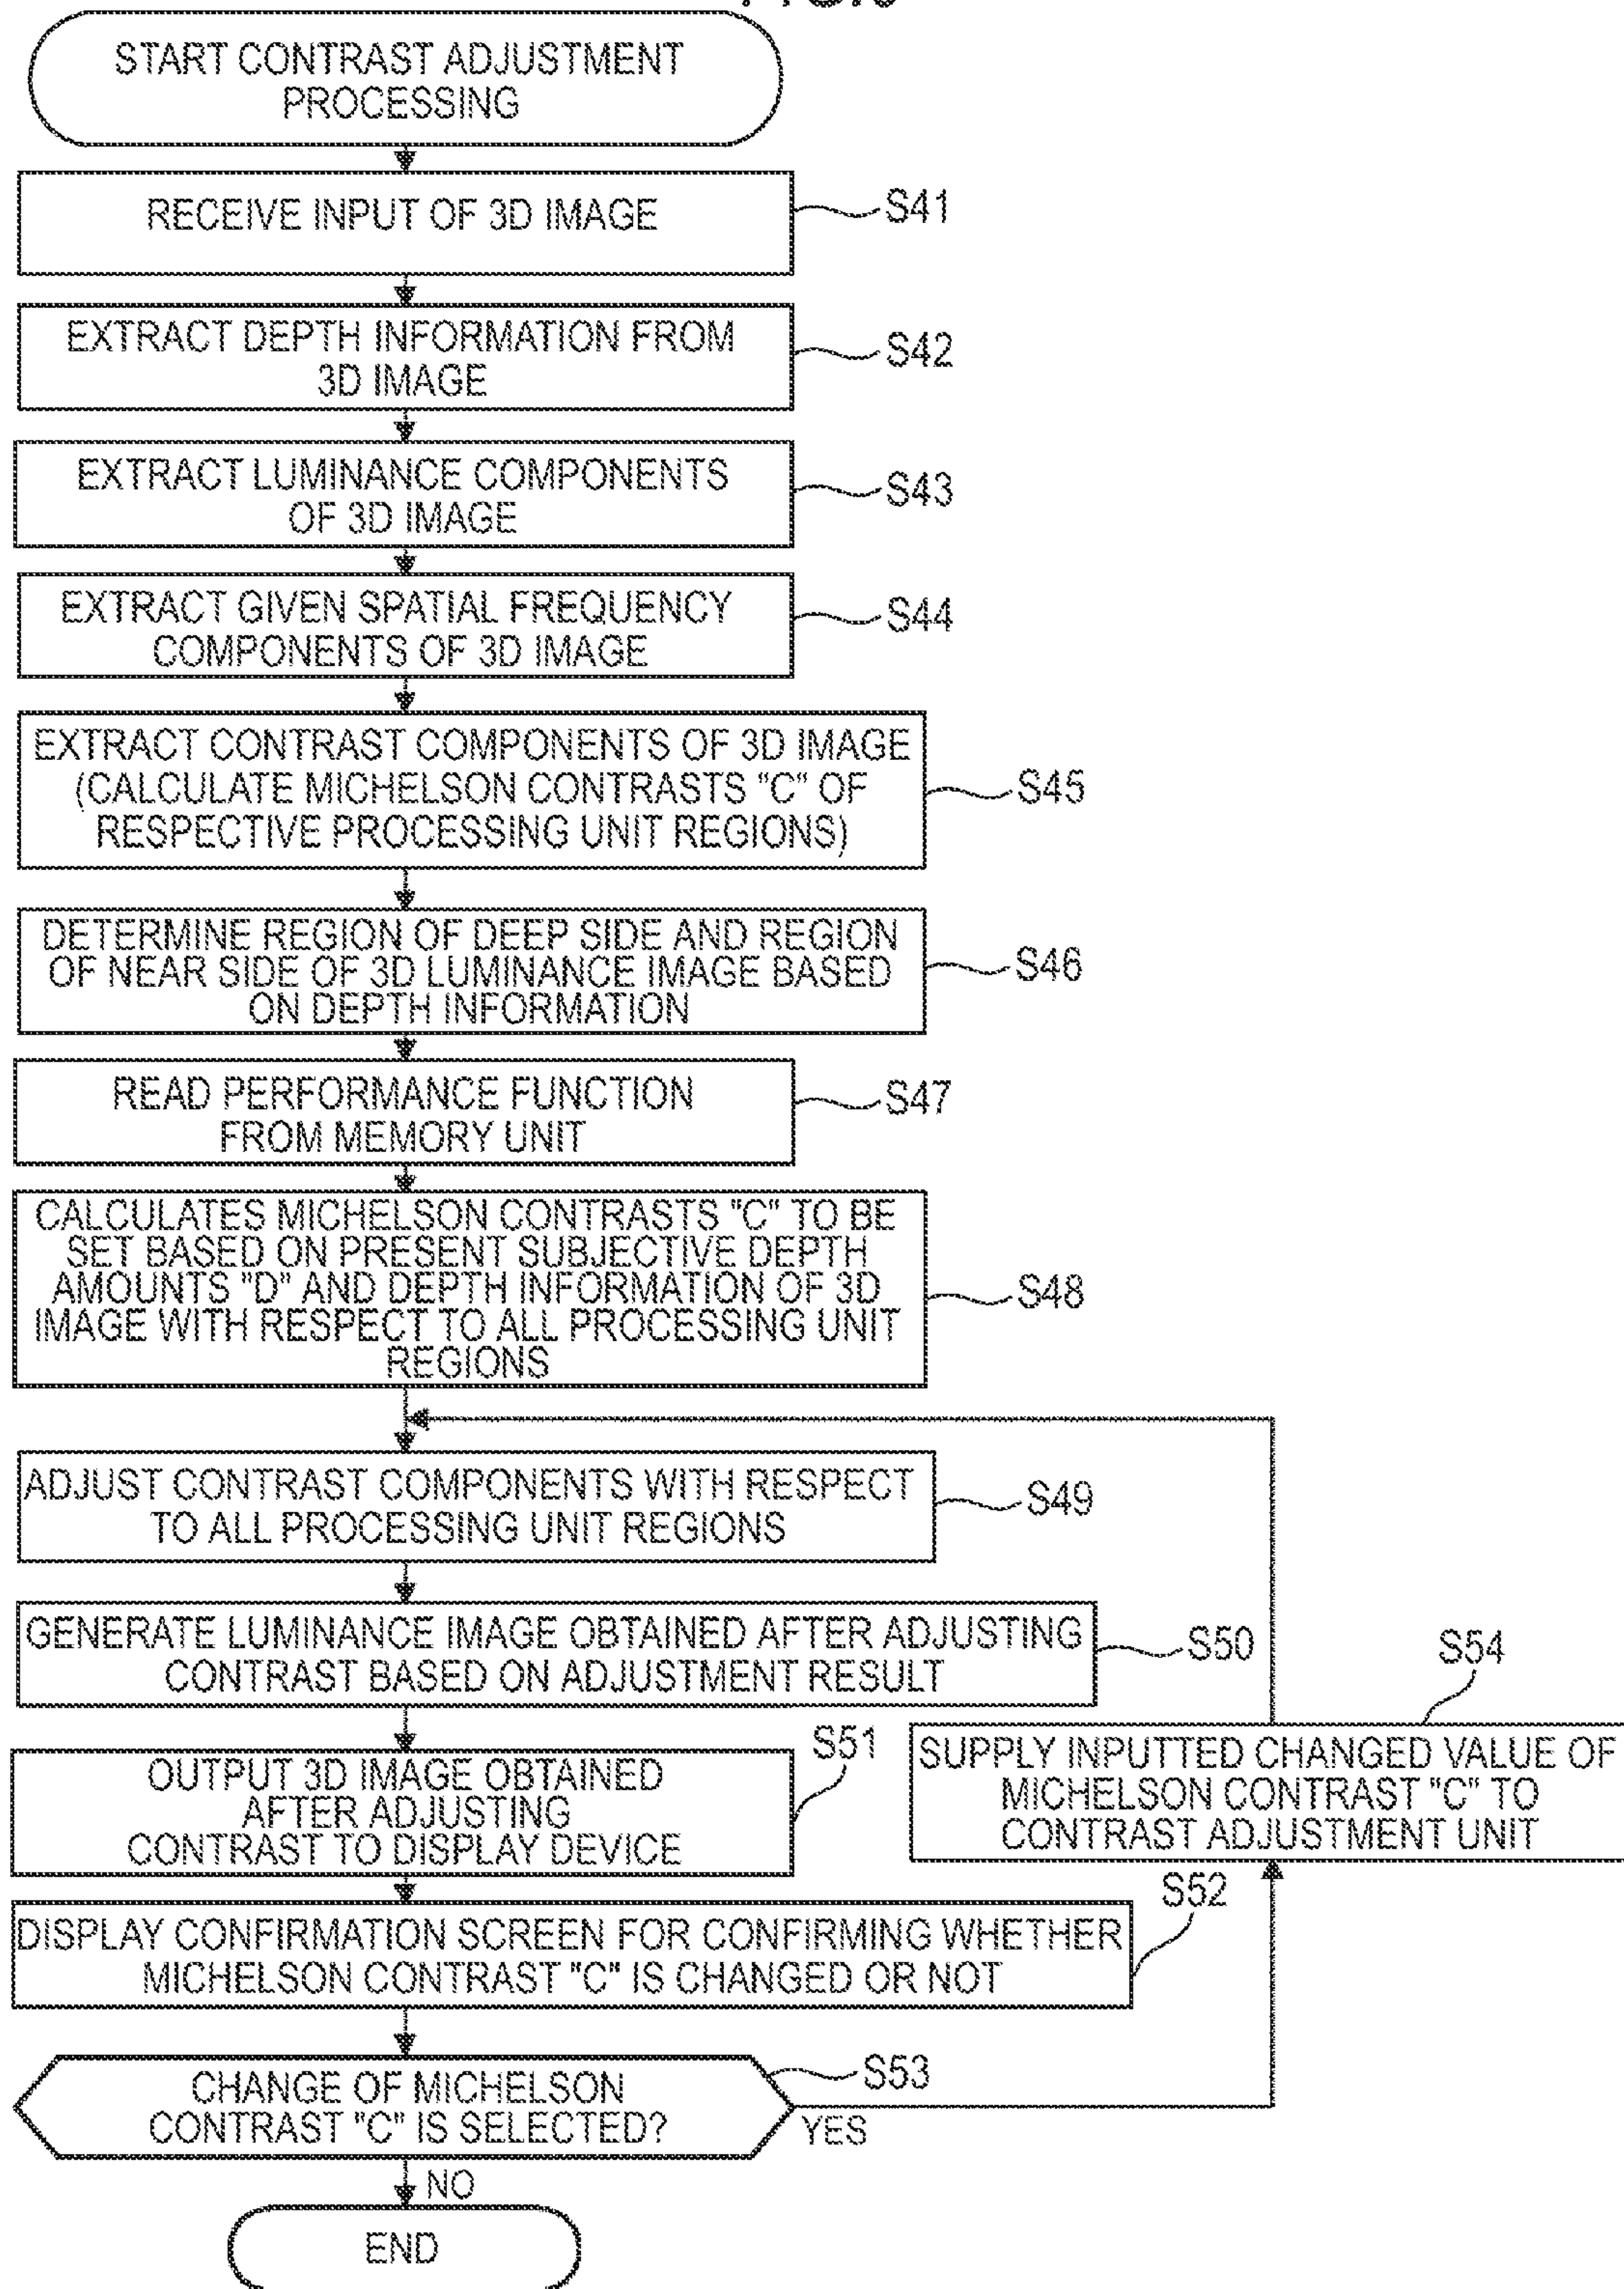 START CONTRAST ADJUSTMENT
PROCESSING
RECEIVE INPUT OF 3D IMAGE
S41
EXTRACT DEPTH INFORMATION FROM
3D IMAGE
S42
EXTRACT LUMINANCE COMPONENTS
OF 3D IMAGE
S43
EXTRACT GIVEN SPATIAL FREQUENCY
COMPONENTS OF 3D IMAGE
S44
EXTRACT CONTRAST COMPONENTS OF 3D IMAGE
(CALCULATE MICHELSON CONTRASTS "C" OF
RESPECTIVE PROCESSING UNIT REGIONS)
S45
DETERMINE REGION OF DEEP SIDE AND REGION
OF NEAR SIDE OF 3D LUMINANCE IMAGE BASED
ON DEPTH INFORMATION
S46
READ PERFORMANCE FUNCTION
FROM MEMORY UNIT
S47
CALCULATES MICHELSON CONTRASTS "C" TO BE
SET BASED ON PRESENT SUBJECTIVE DEPTH
AMOUNTS "D" AND DEPTH INFORMATION OF 3D
IMAGE WITH RESPECT TO ALL PROCESSING UNIT
REGIONS
S48
ADJUST CONTRAST COMPONENTS WITH RESPECT
TO ALL PROCESSING UNIT REGIONS
S49
GENERATE LUMINANCE IMAGE OBTAINED AFTER ADJUSTING
CONTRAST BASED ON ADJUSTMENT RESULT
S50
OUTPUT 3D IMAGE OBTAINED
AFTER ADJUSTING
CONTRAST TO DISPLAY DEVICE
S51
S54
SUPPLY INPUTTED CHANGED VALUE OF
MICHELSON CONTRAST "C" TO
CONTRAST ADJUSTMENT UNIT
DISPLAY CONFIRMATION SCREEN FOR CONFIRMING WHETHER
MICHELSON CONTRAST "C" IS CHANGED OR NOT
S52
CHANGE OF MICHELSON
CONTRAST "C" IS SELECTED?
S53
YES
NO
END